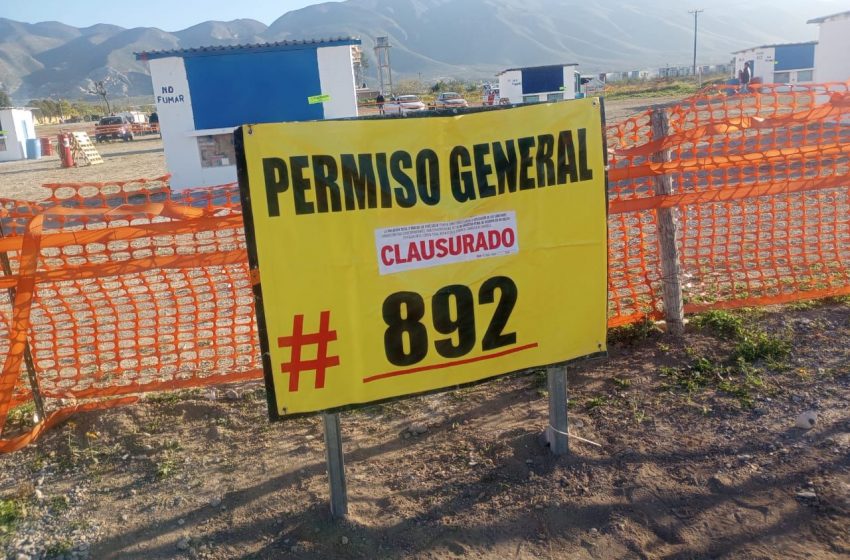 NO
FUMAR
PERMISO GENERAL
CLAUSURADO
# 892